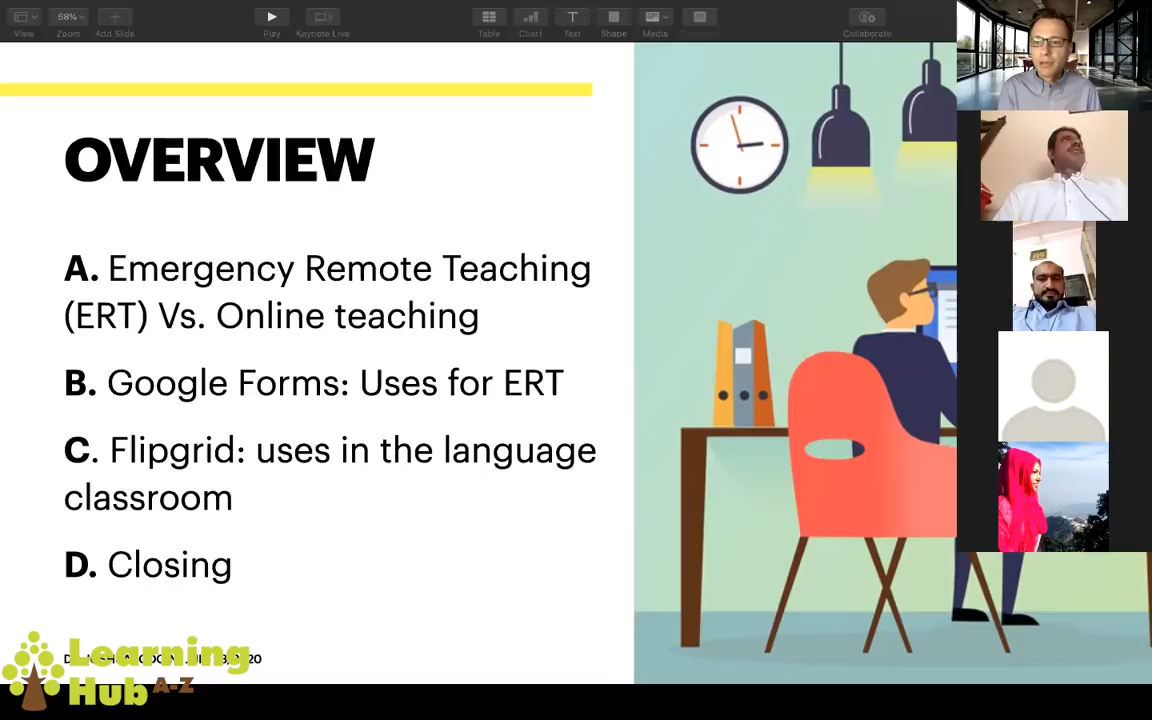 68%
View
Zoom
Add Slide
Play
Keynote Live
Table
Chart
Text
Shape
Media
Collaborate
OVERVIEW
A. Emergency Remote Teaching
(ERT) Vs. Online teaching
B. Google Forms: Uses for ERT
C. Flipgrid: uses in the language
classroom
D. Closing
Learning
Hub A-Z